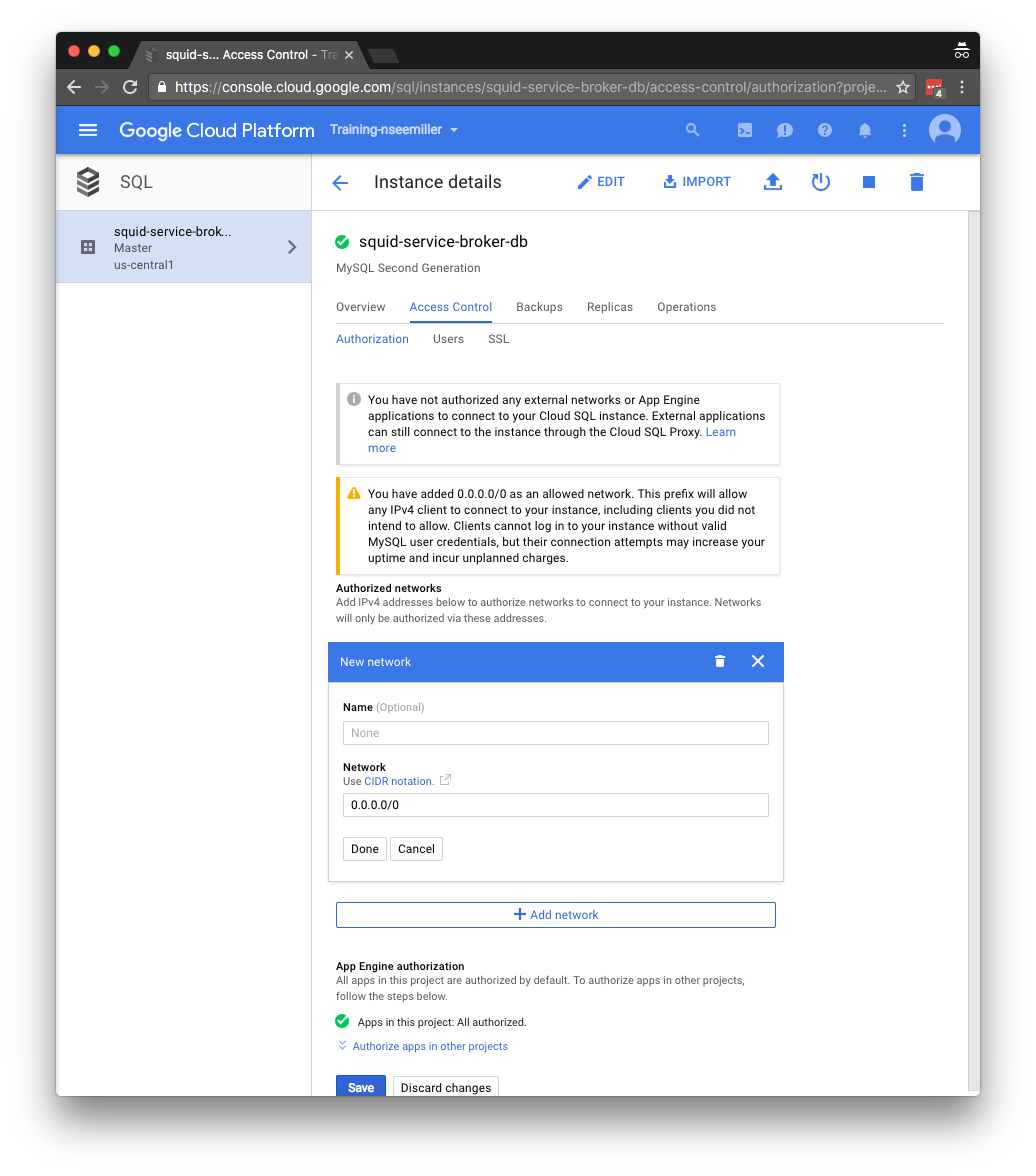 squid-s... Access Control - Tra
https://console.cloud.google.com/sql/instances/squid-service-broker-db/access-control/authorization?proje...
4
Google Cloud Platform Training-nseemiller
SQL
Instance details EDIT IMPORT
squid-service-brok...
Master
us-central1
squid-service-broker-db
MySQL Second Generation
Overview Access Control Backups Replicas Operations
Authorization Users SSL
You have not authorized any external networks or App Engine
applications to connect to your Cloud SQL instance. External applications
can still connect to the instance through the Cloud SQL Proxy. Learn
more
You have added 0.0.0.0/0 as an allowed network. This prefix will allow
any IPv4 client to connect to your instance, including clients you did not
intend to allow. Clients cannot log in to your instance without valid
MySQL user credentials, but their connection attempts may increase your
uptime and incur unplanned charges.
Authorized networks
Add IPv4 addresses below to authorize networks to connect to your instance. Networks
will only be authorized via these addresses.
New network
Name (Optional)
None
Network
Use CIDR notation.
0.0.0.0/0
Done Cancel
Add network
App Engine authorization
All apps in this project are authorized by default. To authorize apps in other projects,
follow the steps below.
Apps in this project: All authorized.
Authorize apps in other projects
Save Discard changes